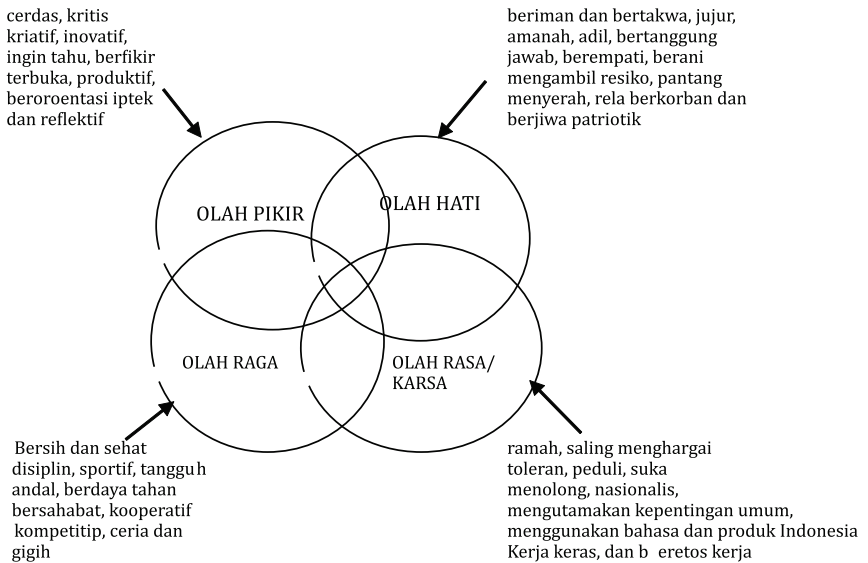 cerdas, kritis
kriatif, inovatif,
ingin tahu, berfikir
terbuka, produktif,
beroroentasi iptek
dan reflektif
beriman dan bertakwa, jujur,
amanah, adil, bertanggung
jawab, berempati, berani
mengambil resiko, pantang
menyerah, rela berkorban dan
berjiwa patriotik
OLAH PIKIR
OLAH HATI
OLAH RAGA
OLAH RASA/
KARSA
Bersih dan sehat
disiplin, sportif, tangguh
andal, berdaya tahan
bersahabat, kooperatif
kompetitip, ceria dan
gigih
ramah, saling menghargai
toleran, peduli, suka
menolong, nasionalis,
mengutamakan kepentingan umum,
menggunakan bahasa dan produk Indonesia
Kerja keras, dan b eretos kerja